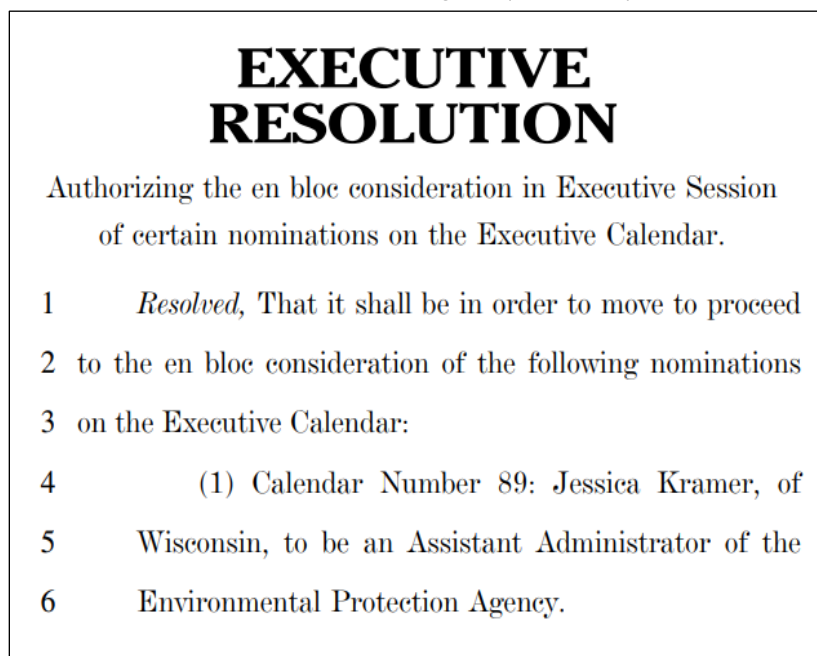 EXECUTIVE
RESOLUTION
Authorizing the en bloc consideration in Executive Session
of certain nominations on the Executive Calendar.
1 Resolved, That it shall be in order to move to proceed
2 to the en bloc consideration of the following nominations
3 on the Executive Calendar:
4 (1) Calendar Number 89: Jessica Kramer, of
5 Wisconsin, to be an Assistant Administrator of the
6 Environmental Protection Agency.